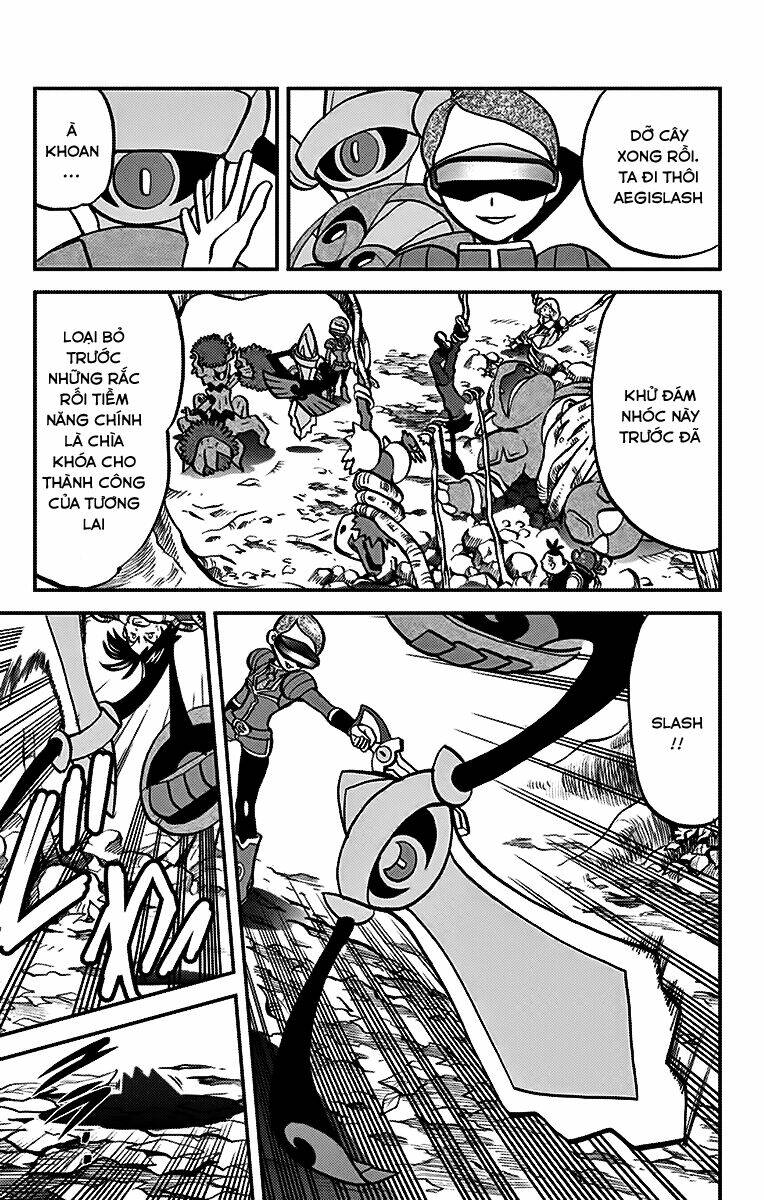 DỠ CÂY
XONG RỒI.
TA ĐI THÔI
AEGISLASH
À
KHOAN
...
KHỬ ĐÁM
NHÓC NÀY
TRƯỚC ĐÃ
LOẠI BỎ
TRƯỚC
NHỮNG RẮC
RỐI TIỀM
NĂNG CHÍNH
LÀ CHÌA
KHÓA CHO
THÀNH CÔNG
CỦA TƯƠNG
LAI
SLASH
!!